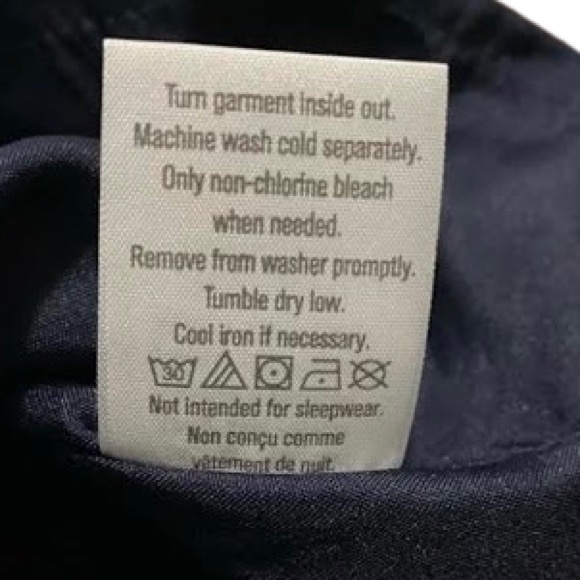 Turn garment inside out.
Machine wash cold separately.
Only non-chlorine bleach
when needed.
Remove from washer promptly.
Tumble dry low.
Cool iron if necessary.
30
Not intended for sleepwear.
Non conçu comme
vêtement de nuit.